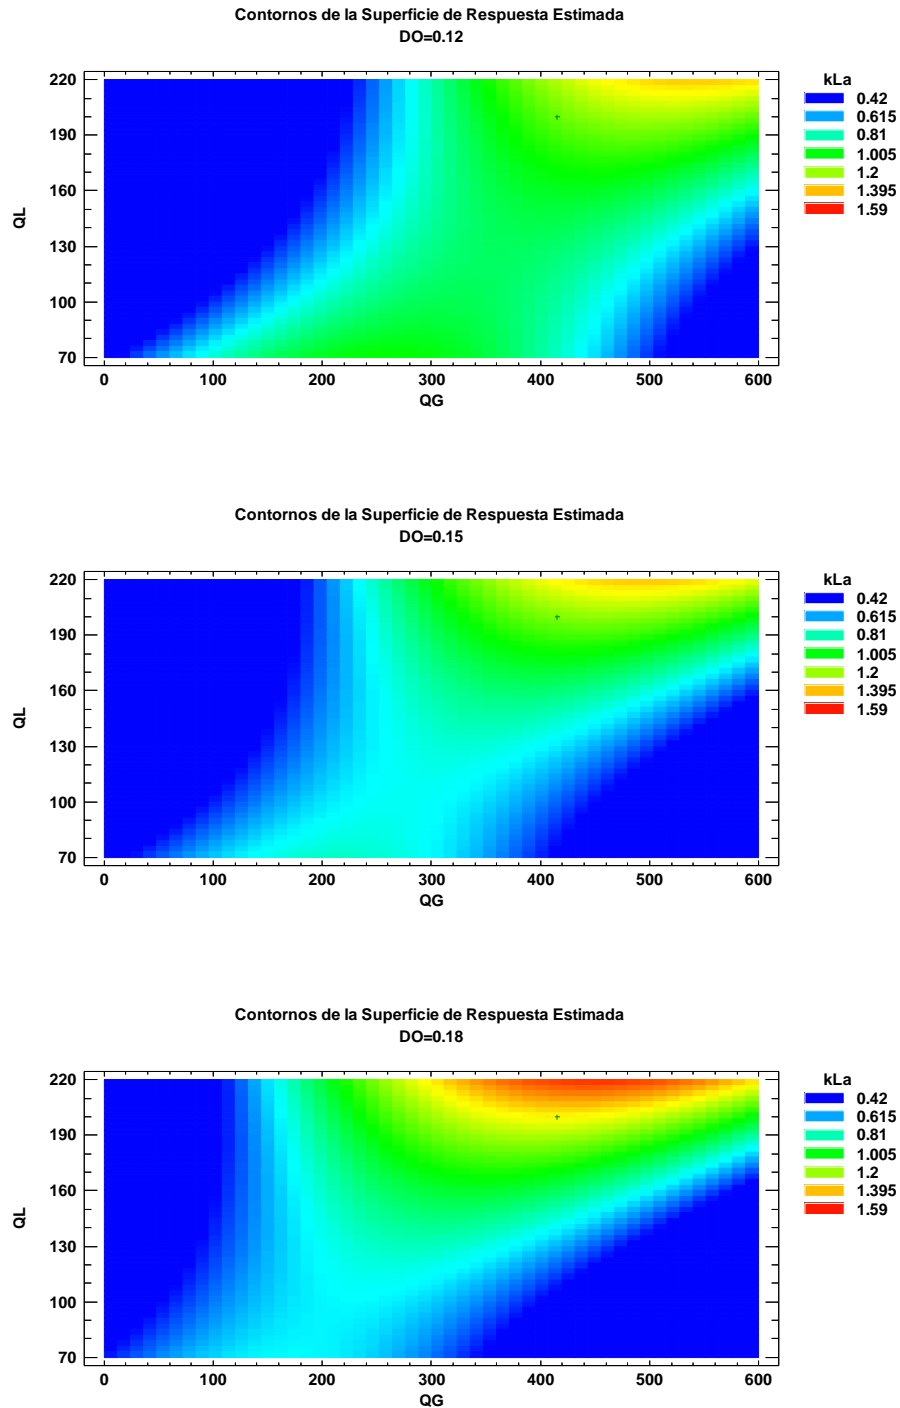 Contornos de la Superficie de Respuesta Estimada
DO=0.12
kLa
0.42
0.615
0.81
1.005
1.2
1.395
1.59
QL
220
190
160
130
100
70
0 100 200 300 400 500 600
QG
Contornos de la Superficie de Respuesta Estimada
DO=0.15
kLa
0.42
0.615
0.81
1.005
1.2
1.395
1.59
QL
220
190
160
130
100
70
0 100 200 300 400 500 600
QG
Contornos de la Superficie de Respuesta Estimada
DO=0.18
kLa
0.42
0.615
0.81
1.005
1.2
1.395
1.59
QL
220
190
160
130
100
70
0 100 200 300 400 500 600
QG